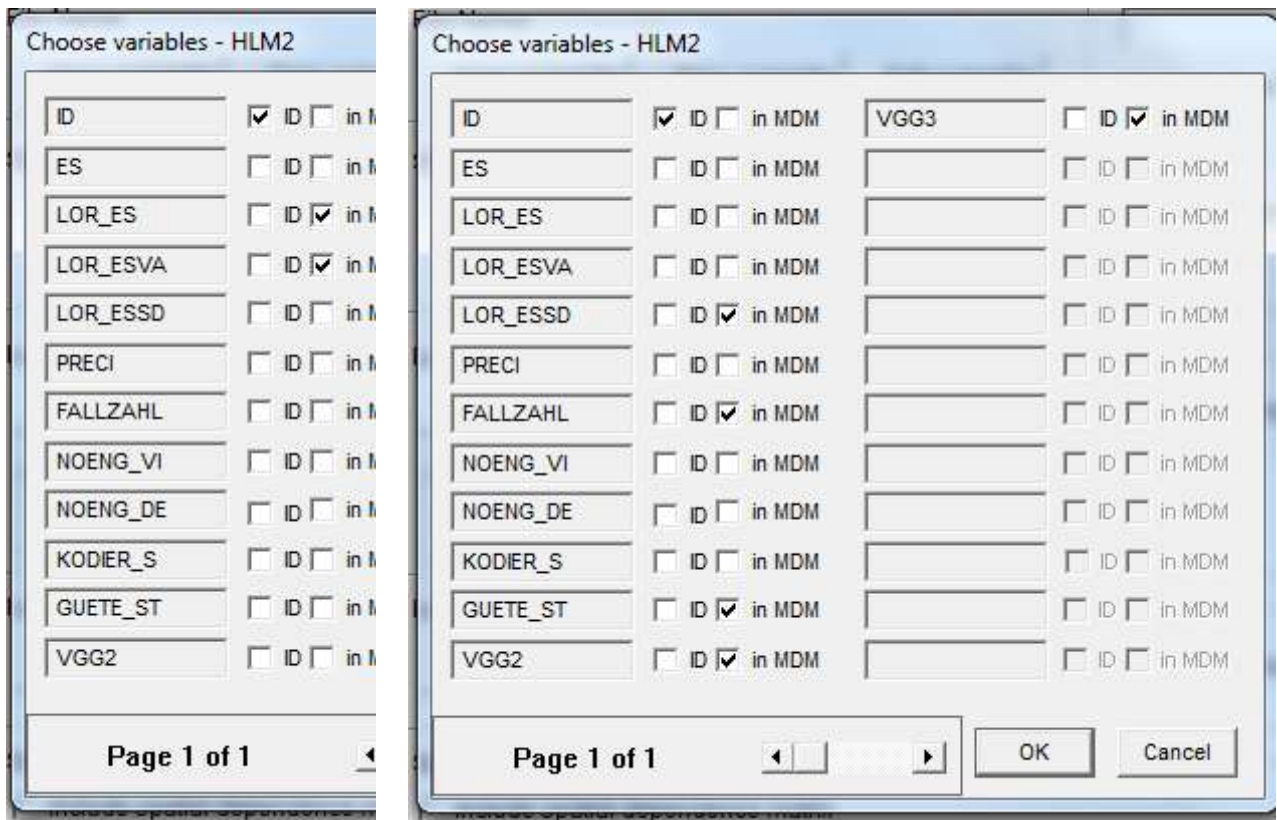 Choose variables - HLM2
ID ID in M
ES ID in M
LOR_ES ID in M
LOR_ESVA ID in M
LOR_ESSD ID in M
PRECI ID in M
FALLZAHL ID in M
NOENG_VI ID in M
NOENG_DE ID in M
KODIER_S ID in M
GUETE_ST ID in M
VGG2 ID in M
Page 1 of 1
Choose variables - HLM2
ID ID in MDM VGG3 ID in MDM
ES ID in MDM ID in MDM
LOR_ES ID in MDM ID in MDM
LOR_ESVA ID in MDM ID in MDM
LOR_ESSD ID in MDM ID in MDM
PRECI ID in MDM ID in MDM
FALLZAHL ID in MDM ID in MDM
NOENG_VI ID in MDM ID in MDM
NOENG_DE ID in MDM ID in MDM
KODIER_S ID in MDM ID in MDM
GUETE_ST ID in MDM ID in MDM
VGG2 ID in MDM ID in MDM
Page 1 of 1 OK Cancel